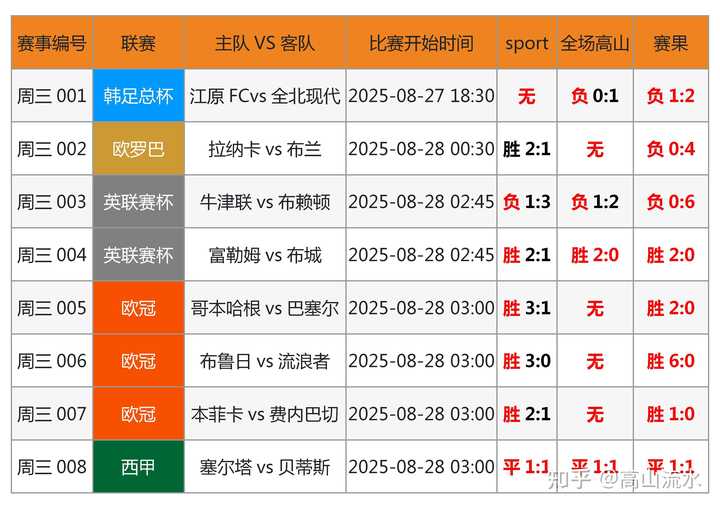 赛事编号 联赛 主队 VS 客队 比赛开始时间 sport 全场高山 赛果
周三 001 韩足总杯 江原 FCvs 全北现代 2025-08-27 18:30 无 负 0:1 负 1:2
周三 002 欧罗巴 拉纳卡 vs 布兰 2025-08-28 00:30 胜 2:1 无 负 0:4
周三 003 英联赛杯 牛津联 vs 布赖顿 2025-08-28 02:45 负 1:3 负 1:2 负 0:6
周三 004 英联赛杯 富勒姆 vs 布城 2025-08-28 02:45 胜 2:1 胜 2:0 胜 2:0
周三 005 欧冠 哥本哈根 vs 巴塞尔 2025-08-28 03:00 胜 3:1 无 胜 2:0
周三 006 欧冠 布鲁日 vs 流浪者 2025-08-28 03:00 胜 3:0 无 胜 6:0
周三 007 欧冠 本菲卡 vs 费内巴切 2025-08-28 03:00 胜 2:1 无 胜 1:0
周三 008 西甲 塞尔塔 vs 贝蒂斯 2025-08-28 03:00 平 1:1 平 1:1 平 1:1
知乎 @高山流水